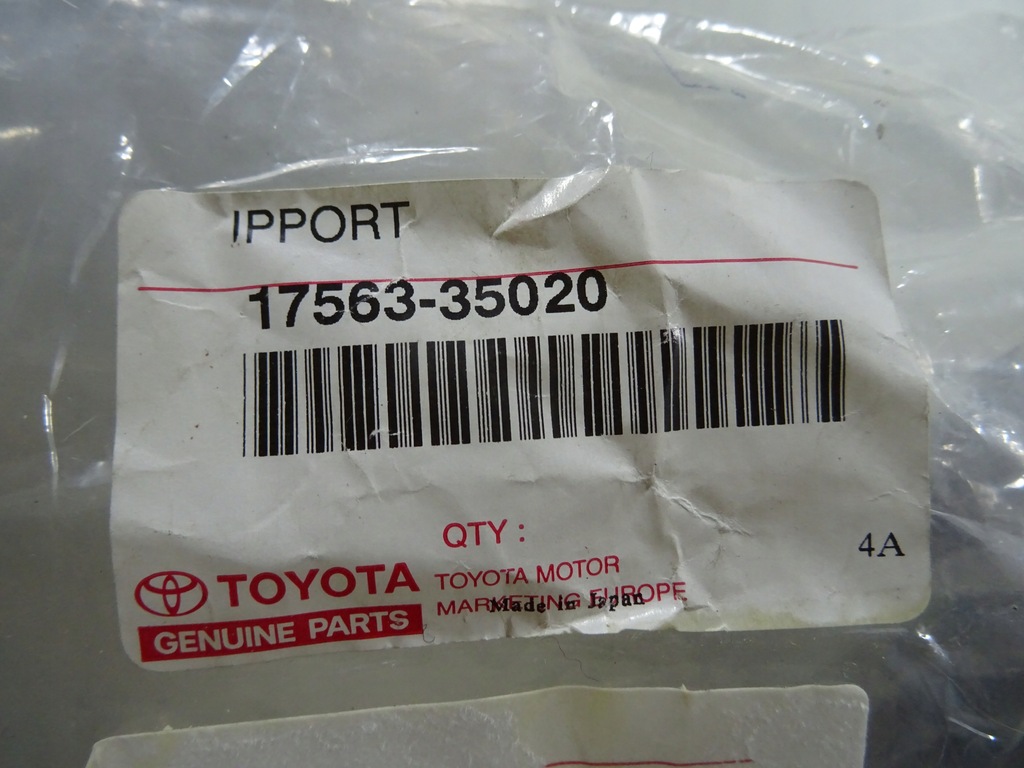 IPPORT
17563-35020
QTY :
4A
TOYOTA
GENUINE PARTS
TOYOTA MOTOR
MARKETING EUROPE
Made in Japan